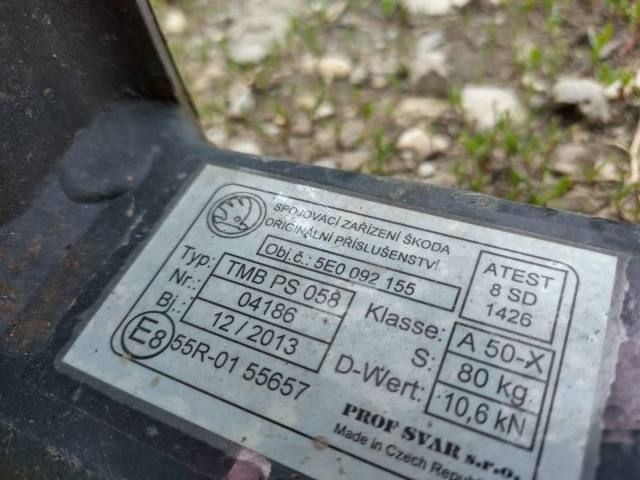 SPOJOVACÍ ZAŘÍZENÍ ŠKODA
ORIGINÁLNÍ PŘÍSLUŠENSTVÍ
Obj.č.: 5E0 092 155
ATEST
8 SD
1426
Typ: TMB PS 058
Nr.: 04186
Bj.: 12 / 2013
Klasse: A 50-X
S: 80 kg
D-Wert: 10,6 kN
E8 55R-01 55657
PROF SVAR s.r.o.
Made in Czech Republic